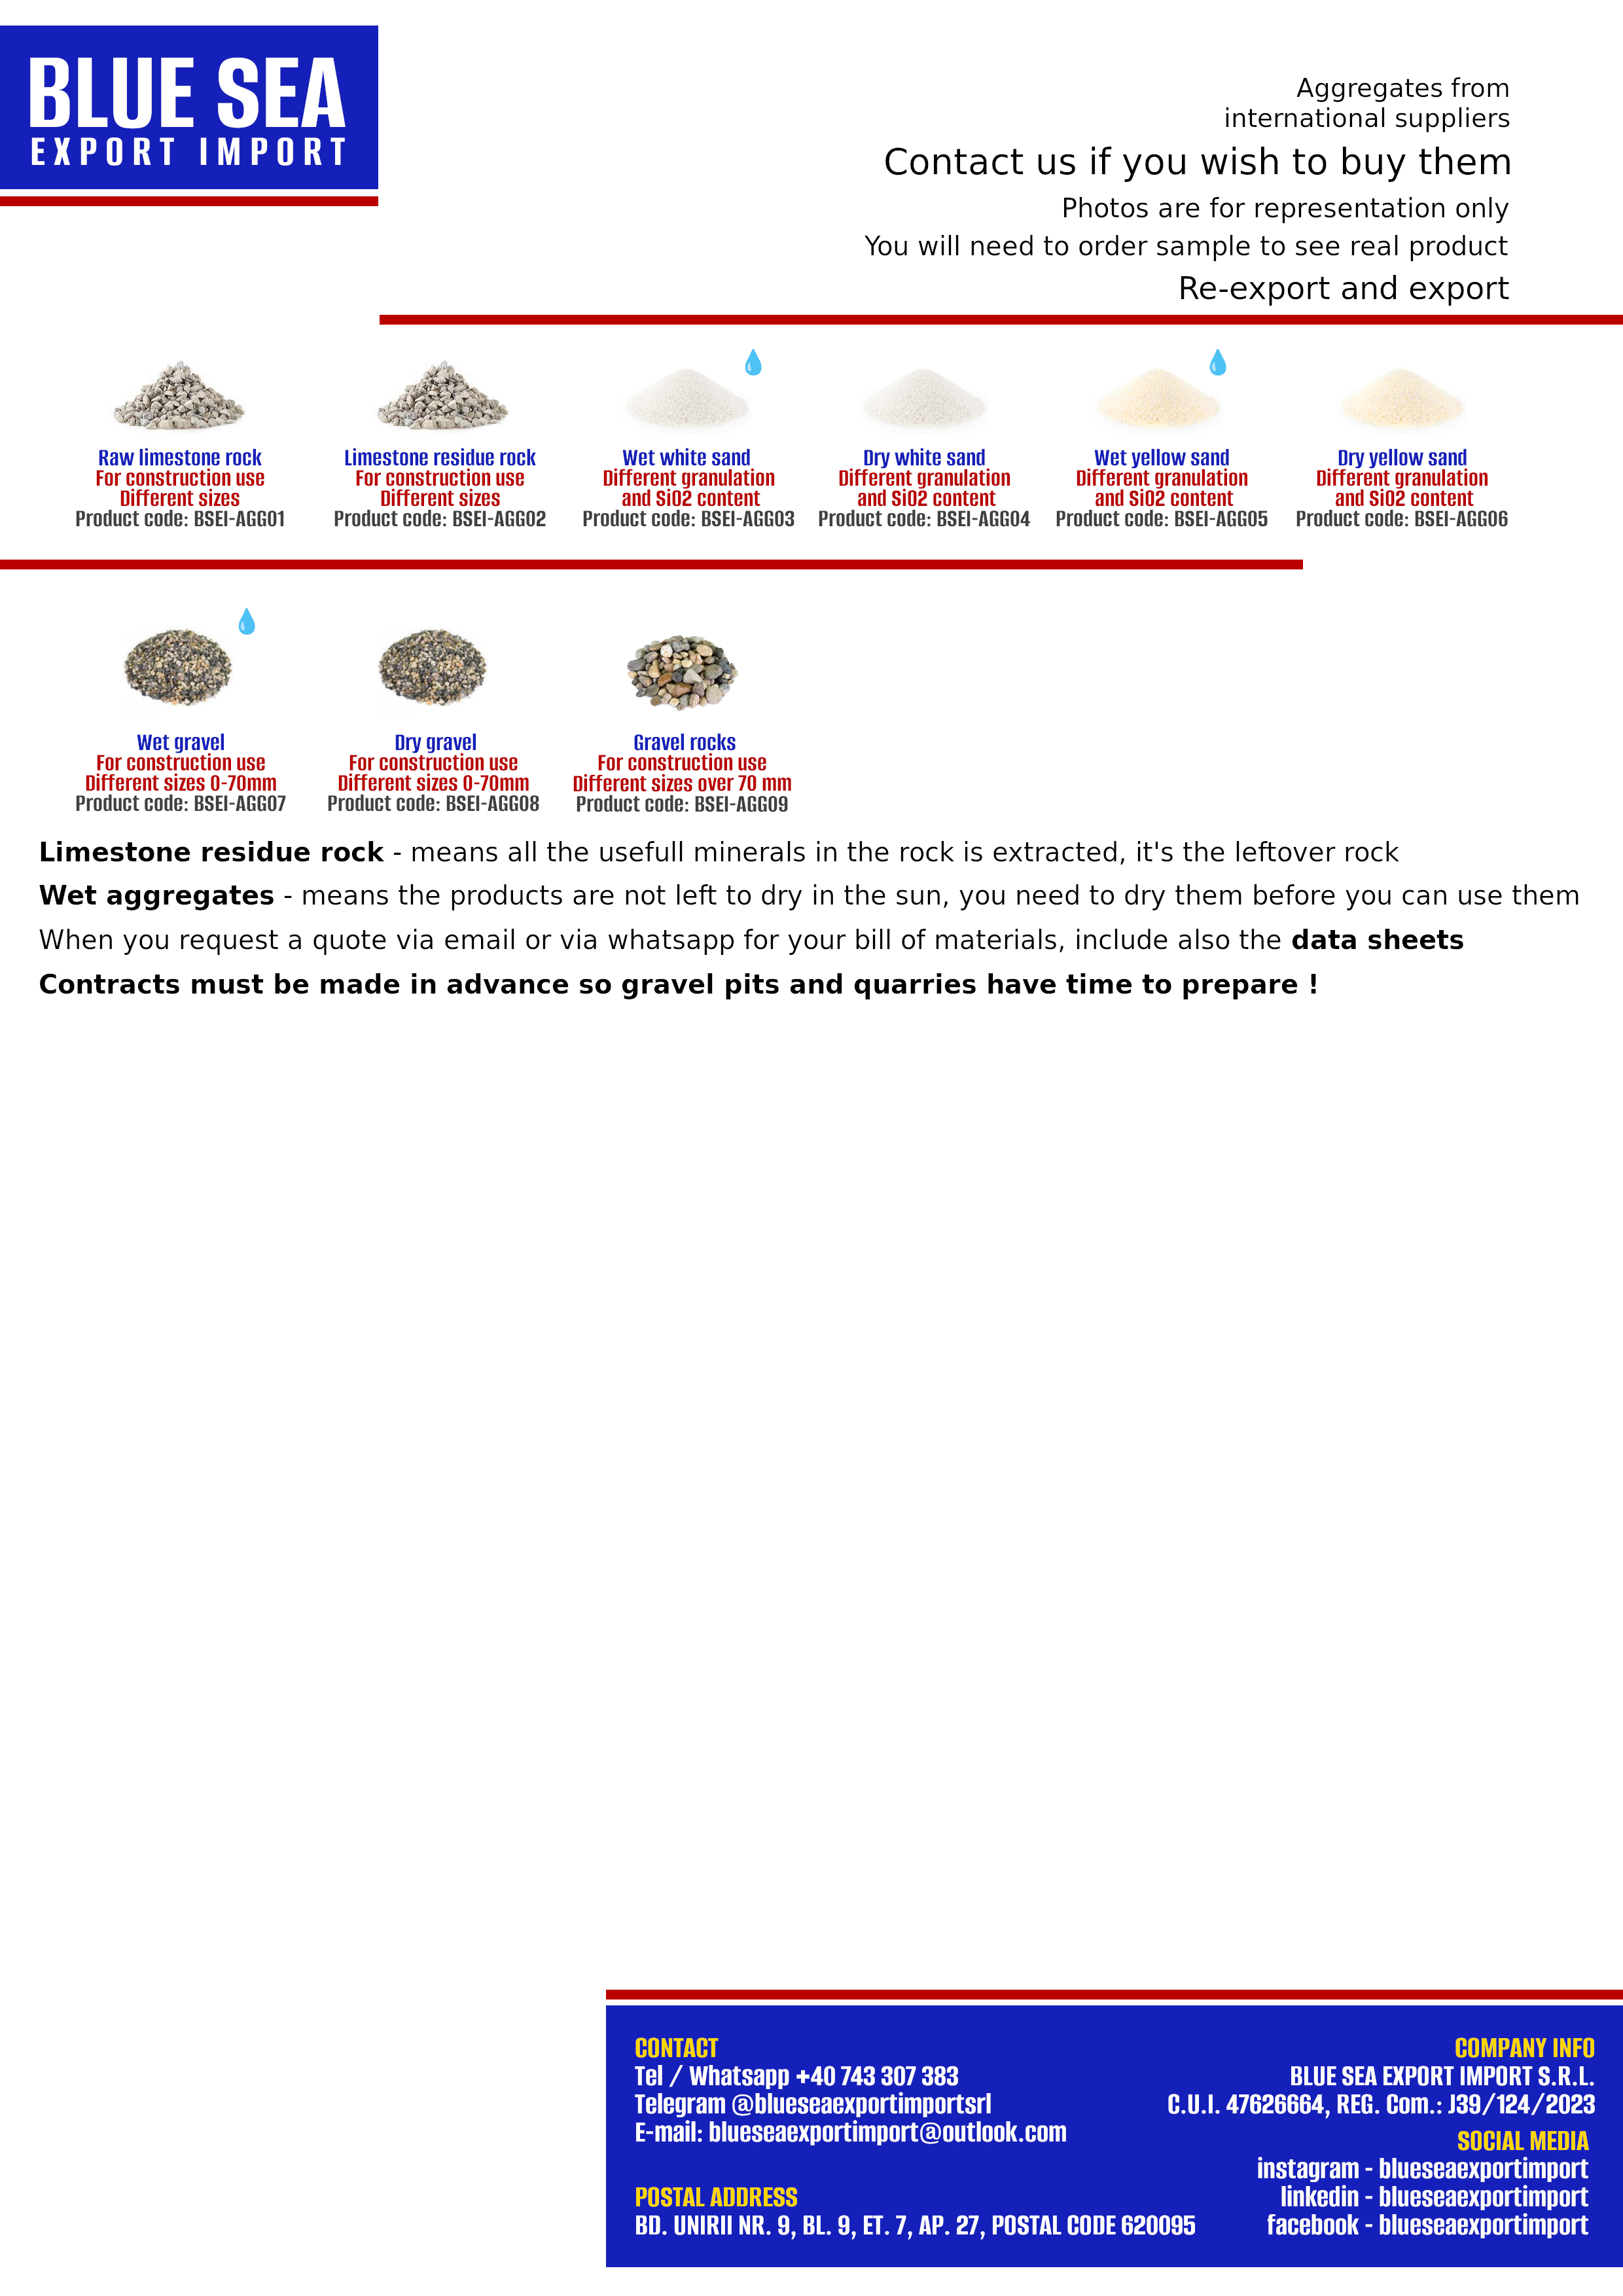 BLUE SEA
EXPORT IMPORT
Aggregates from
international suppliers
Contact us if you wish to buy them
Photos are for representation only
You will need to order sample to see real product
Re-export and export
Raw limestone rock
For construction use
Different sizes
Product code: BSEI-AGG01
Limestone residue rock
For construction use
Different sizes
Product code: BSEI-AGG02
Wet white sand
Different granulation
and SiO2 content
Product code: BSEI-AGG03
Dry white sand
Different granulation
and SiO2 content
Product code: BSEI-AGG04
Wet yellow sand
Different granulation
and SiO2 content
Product code: BSEI-AGG05
Dry yellow sand
Different granulation
and SiO2 content
Product code: BSEI-AGG06
Wet gravel
For construction use
Different sizes 0-70mm
Product code: BSEI-AGG07
Dry gravel
For construction use
Different sizes 0-70mm
Product code: BSEI-AGG08
Gravel rocks
For construction use
Different sizes over 70 mm
Product code: BSEI-AGG09
Limestone residue rock - means all the usefull minerals in the rock is extracted, it's the leftover rock
Wet aggregates - means the products are not left to dry in the sun, you need to dry them before you can use them
When you request a quote via email or via whatsapp for your bill of materials, include also the data sheets
Contracts must be made in advance so gravel pits and quarries have time to prepare !
CONTACT
Tel / Whatsapp +40 743 307 383
Telegram @blueseaexportimportsrl
E-mail: blueseaexportimport@outlook.com
POSTAL ADDRESS
BD. UNIRII NR. 9, BL. 9, ET. 7, AP. 27, POSTAL CODE 620095
COMPANY INFO
BLUE SEA EXPORT IMPORT S.R.L.
C.U.I. 47626664, REG. Com.: J39/124/2023
SOCIAL MEDIA
instagram - blueseaexportimport
linkedin - blueseaexportimport
facebook - blueseaexportimport